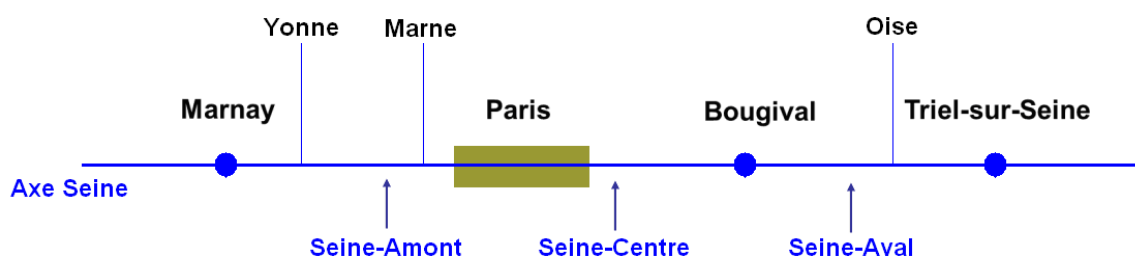 Yonne Marne Oise
Marnay Paris Bougival Triel-sur-Seine
Axe Seine
Seine-Amont Seine-Centre Seine-Aval